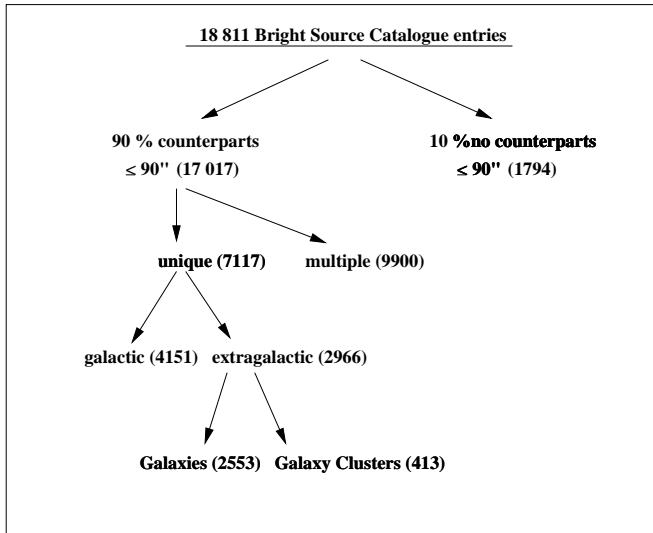 18 811 Bright Source Catalogue entries
90 % counterparts
≤ 90" (17 017)
10 %no counterparts
≤ 90" (1794)
unique (7117)
multiple (9900)
galactic (4151)
extragalactic (2966)
Galaxies (2553)
Galaxy Clusters (413)